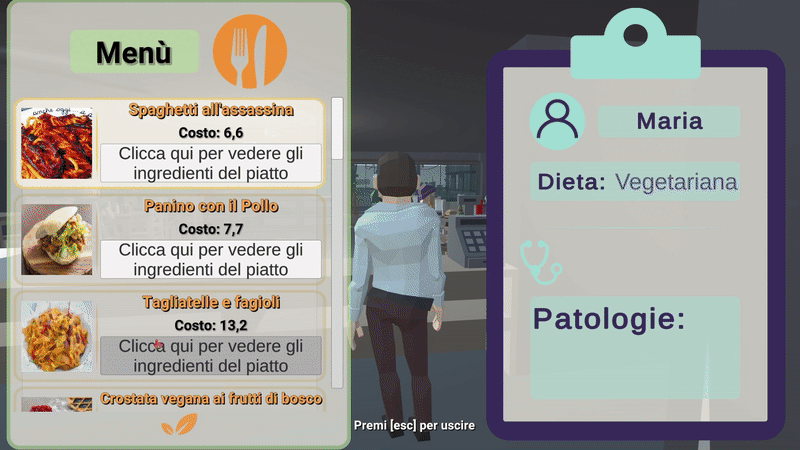 Menù
Spaghetti all'assassina
Costo: 6,6
Clicca qui per vedere gli
ingredienti del piatto
Panino con il Pollo
Costo: 7,7
Clicca qui per vedere gli
ingredienti del piatto
Tagliatelle e fagioli
Costo: 13,2
Clicca qui per vedere gli
ingredienti del piatto
Crostata vegana ai frutti di bosco
Premi [esc] per uscire
Maria
Dieta: Vegetariana
Patologie: